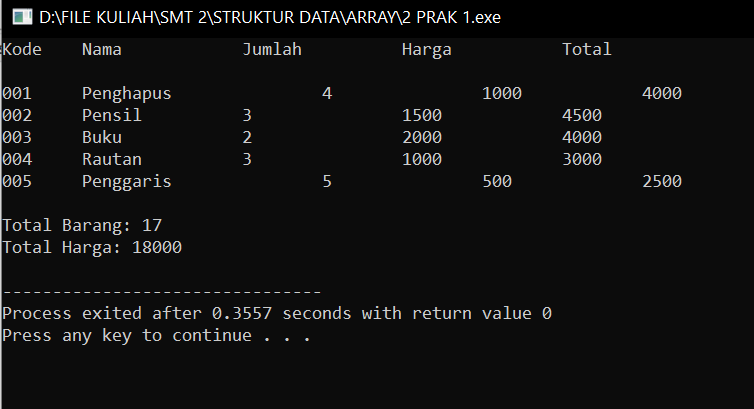 D:\FILE KULIAH\SMT 2\STRUKTUR DATA\ARRAY\2 PRAK 1.exe
Kode    Nama            Jumlah          Harga           Total
001     Penghapus               4               1000            4000
002     Pensil          3               1500            4500
003     Buku            2               2000            4000
004     Rautan          3               1000            3000
005     Penggaris               5               500             2500
Total Barang: 17
Total Harga: 18000
--------------------------------
Process exited after 0.3557 seconds with return value 0
Press any key to continue . . .